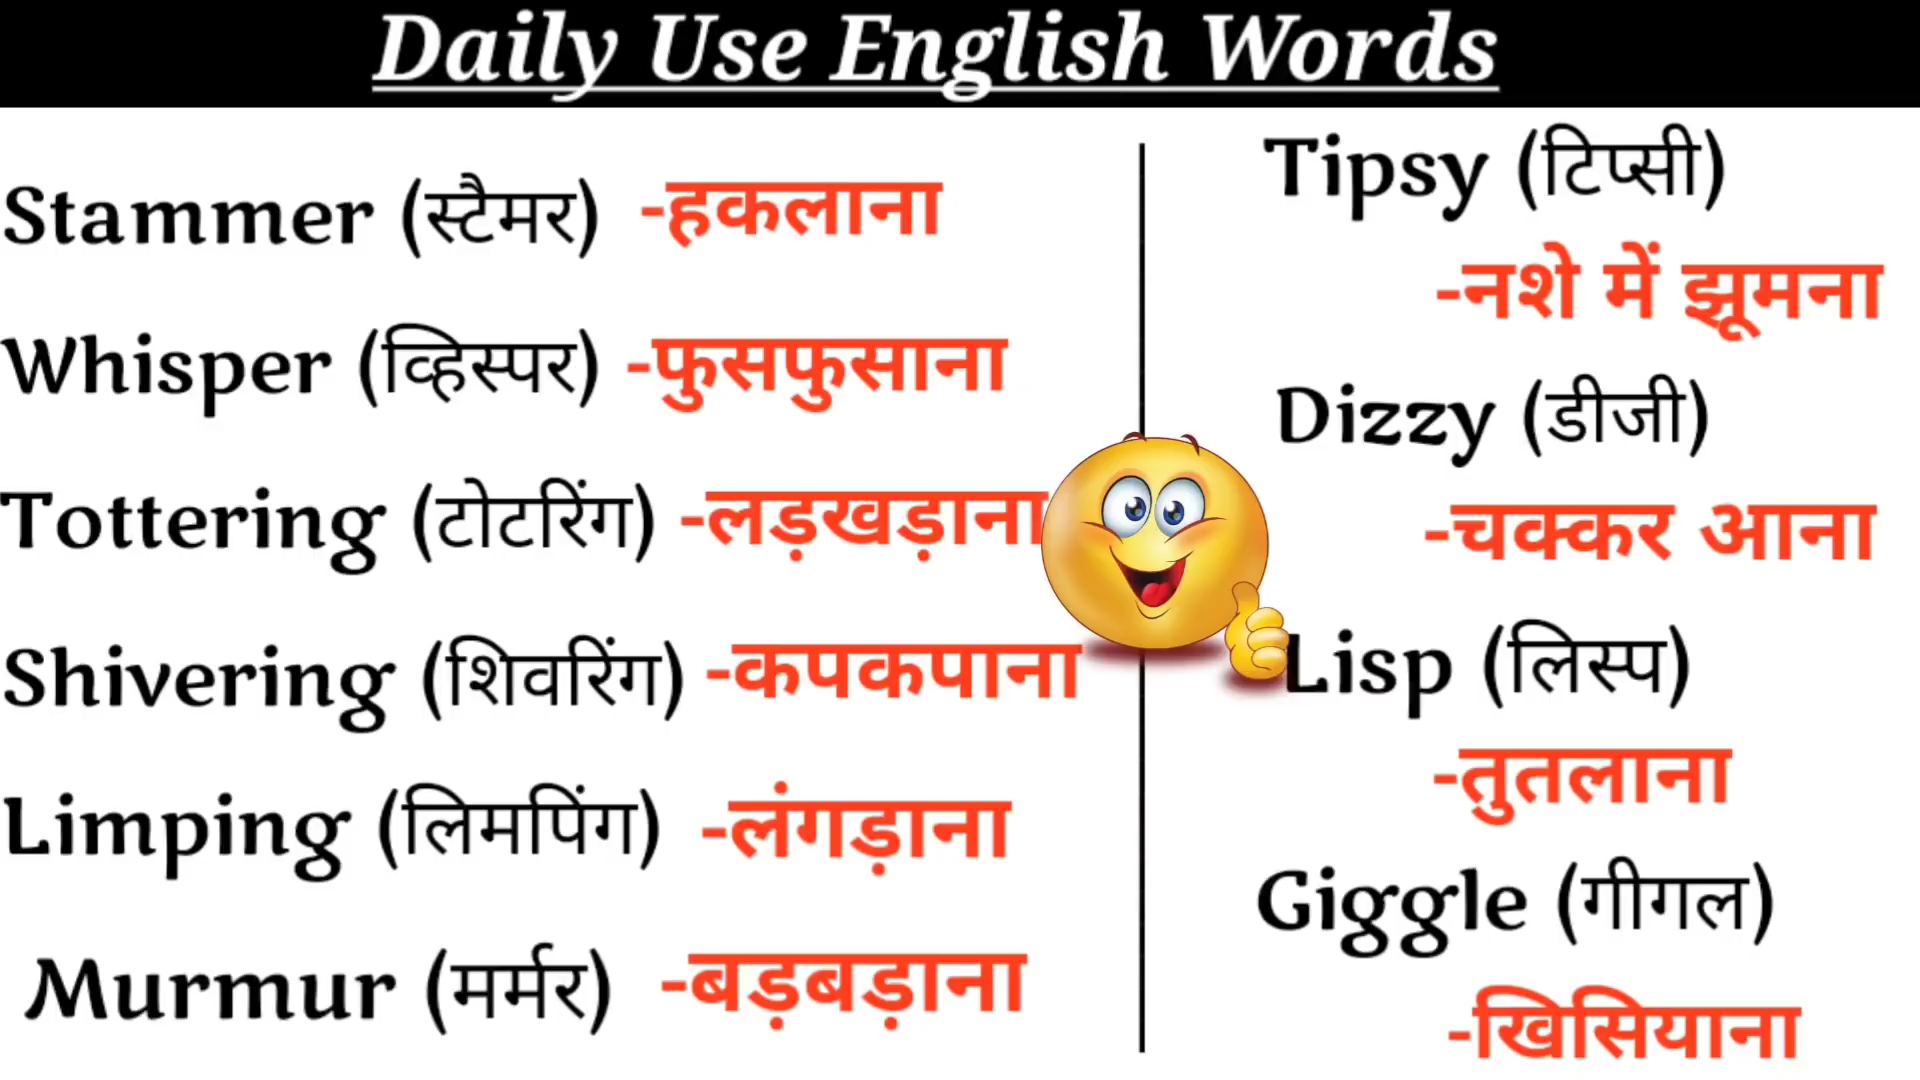 Daily Use English Words
Stammer (स्टैमर) -हकलाना
Whisper (व्हिस्पर) -फुसफुसाना
Tottering (टोटरिंग) -लड़खड़ाना
Shivering (शिवरिंग) -कपकपाना
Limping (लिमपिंग) -लंगड़ाना
Murmur (मर्मर) -बड़बड़ाना
Tipsy (टिप्सी)
-नशे में झूमना
Dizzy (डीजी)
-चक्कर आना
Lisp (लिस्प)
-तुतलाना
Giggle (गीगल)
-खिसियाना